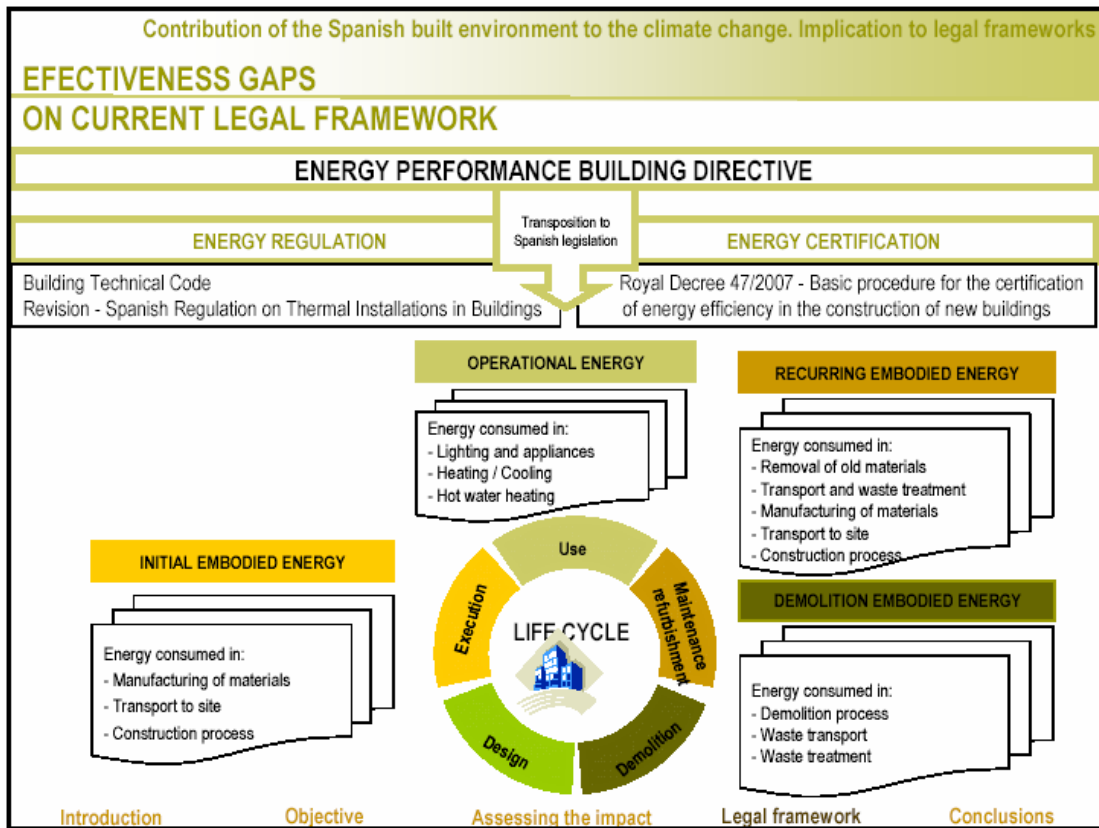 Contribution of the Spanish built environment to the climate change. Implication to legal frameworks
EFECTIVENESS GAPS
ON CURRENT LEGAL FRAMEWORK
ENERGY PERFORMANCE BUILDING DIRECTIVE
Transposition to
Spanish legislation
ENERGY REGULATION
ENERGY CERTIFICATION
Building Technical Code
Revision - Spanish Regulation on Thermal Installations in Buildings
Royal Decree 47/2007 - Basic procedure for the certification
of energy efficiency in the construction of new buildings
OPERATIONAL ENERGY
Energy consumed in:
- Lighting and appliances
- Heating / Cooling
- Hot water heating
RECURRING EMBODIED ENERGY
Energy consumed in:
- Removal of old materials
- Transport and waste treatment
- Manufacturing of materials
- Transport to site
- Construction process
INITIAL EMBODIED ENERGY
Energy consumed in:
- Manufacturing of materials
- Transport to site
- Construction process
Use
Execution
Maintenance
refurbishment
LIFE CYCLE
Design
Demolition
DEMOLITION EMBODIED ENERGY
Energy consumed in:
- Demolition process
- Waste transport
- Waste treatment
Introduction
Objective
Assessing the impact
Legal framework
Conclusions